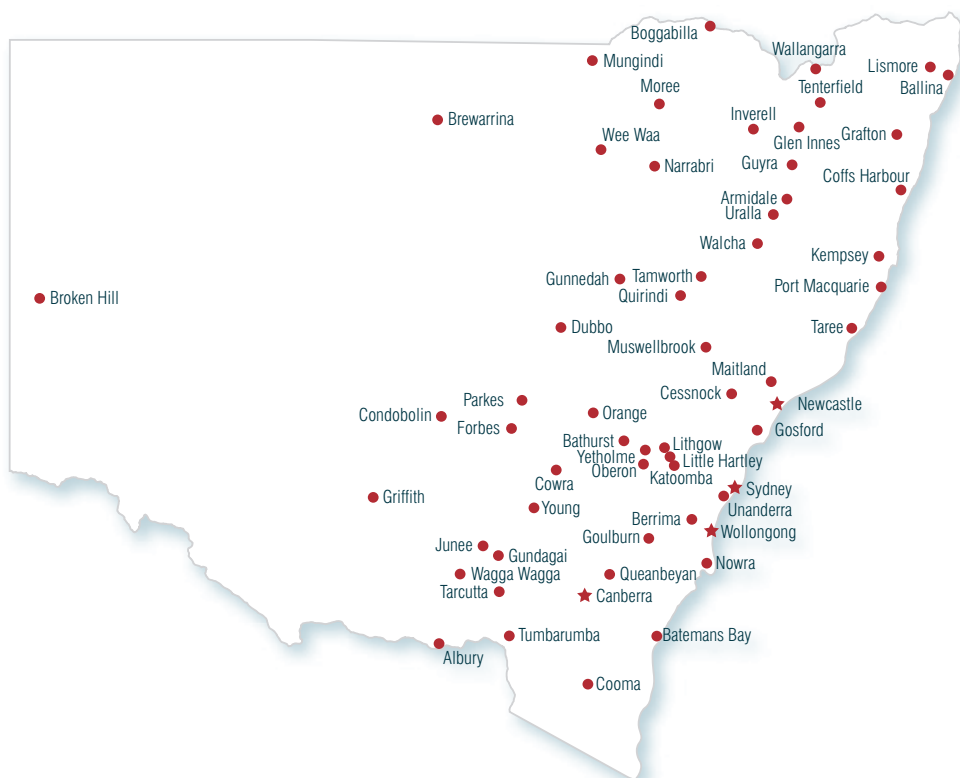 Boggabilla
Wallangarra
Mungindi
Lismore
Ballina
Moree
Tenterfield
Brewarrina
Inverell
Wee Waa
Glen Innes
Grafton
Narrabri
Guyra
Coffs Harbour
Armidale
Uralla
Walcha
Kempsey
Gunnedah
Tamworth
Port Macquarie
Quirindi
Broken Hill
Dubbo
Taree
Muswellbrook
Maitland
Cessnock
Parkes
Newcastle
Condobolin
Orange
Forbes
Gosford
Bathurst
Lithgow
Yetholme
Little Hartley
Oberon
Katoomba
Cowra
Sydney
Griffith
Unanderra
Young
Berrima
Wollongong
Goulburn
Junee
Gundagai
Nowra
Wagga Wagga
Queanbeyan
Tarcutta
Canberra
Tumbarumba
Batemans Bay
Albury
Cooma